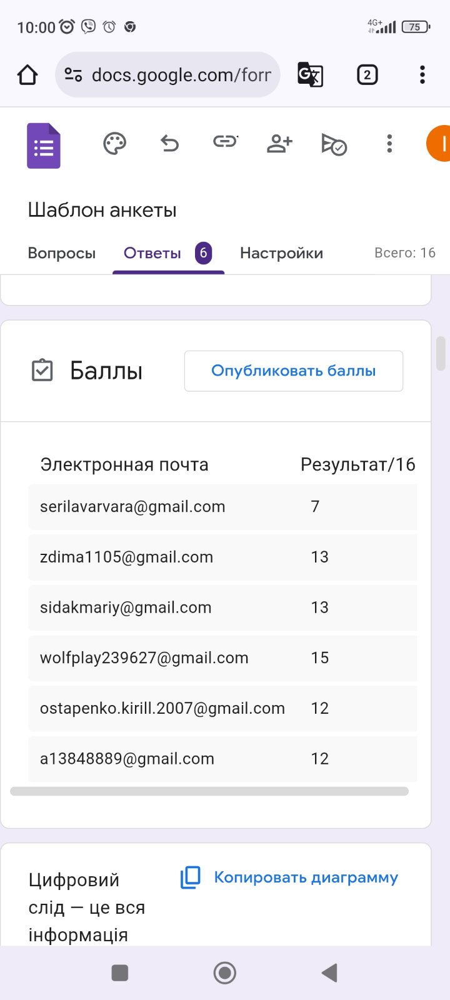 10:00
4G+
75
docs.google.com/forr
2
Шаблон анкеты
Вопросы Ответы 6 Настройки Всего: 16
Баллы
Опубликовать баллы
Электронная почта Результат/16
serilavarvara@gmail.com 7
zdima1105@gmail.com 13
sidakmariy@gmail.com 13
wolfplay239627@gmail.com 15
ostapenko.kirill.2007@gmail.com 12
a13848889@gmail.com 12
Цифровий
слід — це вся
інформація
Копировать диаграмму